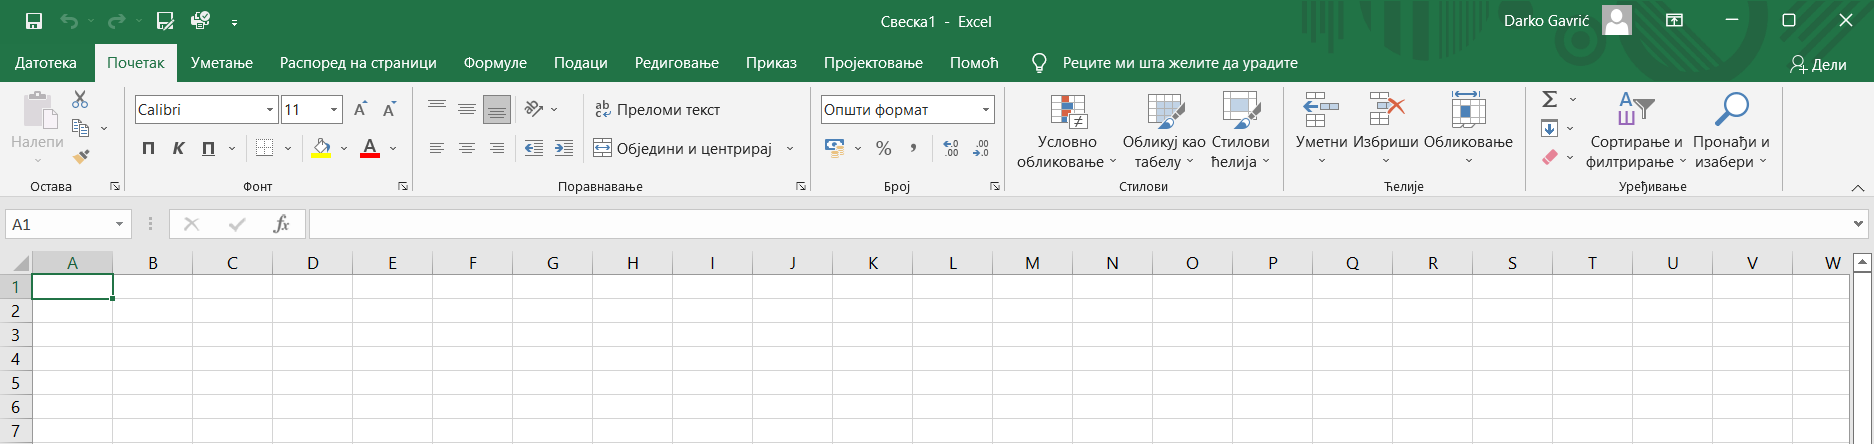 Свеска1 - Excel
Darko Gavrić
Датотека Почетак Уметање Распоред на страници Формуле Подаци Редиговање Приказ Пројектовање Помоћ Реците ми шта желите да урадите Дели
Налепи
Остава
Calibri 11
П К П А
Фонт
ab Преломи текст
Обједини и центрирај
Поравнавање
Општи формат
%
Број
Условно обликовање
Обликуј као табелу
Стилови ћелија
Стилови
Уметни Избриши Обликовање
Ћелије
Сортирање и филтрирање
Пронађи и изабери
Уређивање
A1 fx
A B C D E F G H I J K L M N O P Q R S T U V W
1
2
3
4
5
6
7